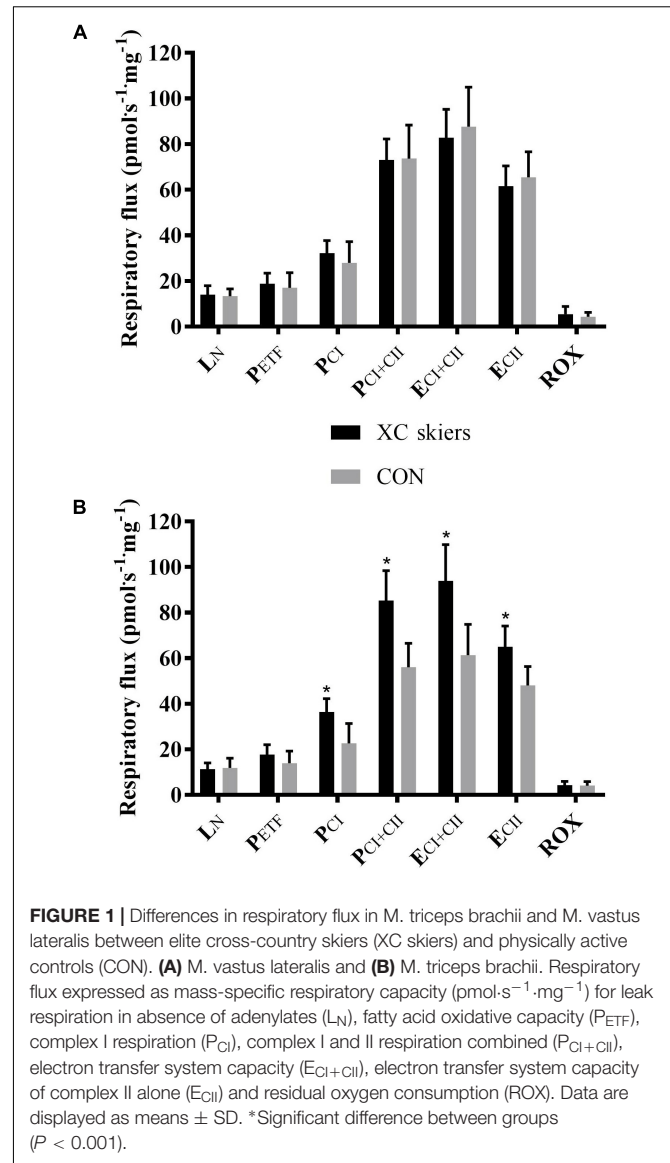 A
Respiratory flux (pmol·s⁻¹·mg⁻¹)
120
100
80
60
40
20
0
LN
PETF
PCI
PCI+CII
ECI+CII
ECII
ROX
XC skiers
CON
B
Respiratory flux (pmol·s⁻¹·mg⁻¹)
120
100
80
60
40
20
0
*
*
*
*
LN
PETF
PCI
PCI+CII
ECI+CII
ECII
ROX
FIGURE 1 | Differences in respiratory flux in M. triceps brachii and M. vastus
lateralis between elite cross-country skiers (XC skiers) and physically active
controls (CON). (A) M. vastus lateralis and (B) M. triceps brachii. Respiratory
flux expressed as mass-specific respiratory capacity (pmol·s⁻¹·mg⁻¹) for leak
respiration in absence of adenylates (LN), fatty acid oxidative capacity (PETF),
complex I respiration (PCI), complex I and II respiration combined (PCI+CII),
electron transfer system capacity (ECI+CII), electron transfer system capacity
of complex II alone (ECII) and residual oxygen consumption (ROX). Data are
displayed as means ± SD. *Significant difference between groups
(P < 0.001).